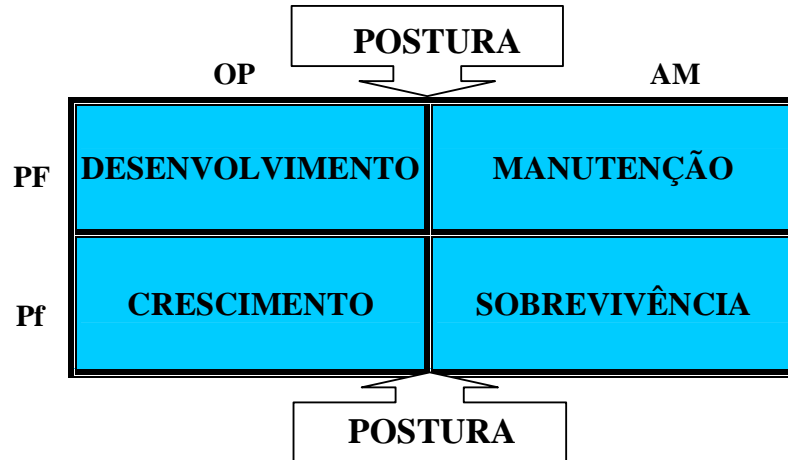 POSTURA
OP AM
PF DESENVOLVIMENTO MANUTENÇÃO
Pf CRESCIMENTO SOBREVIVÊNCIA
POSTURA